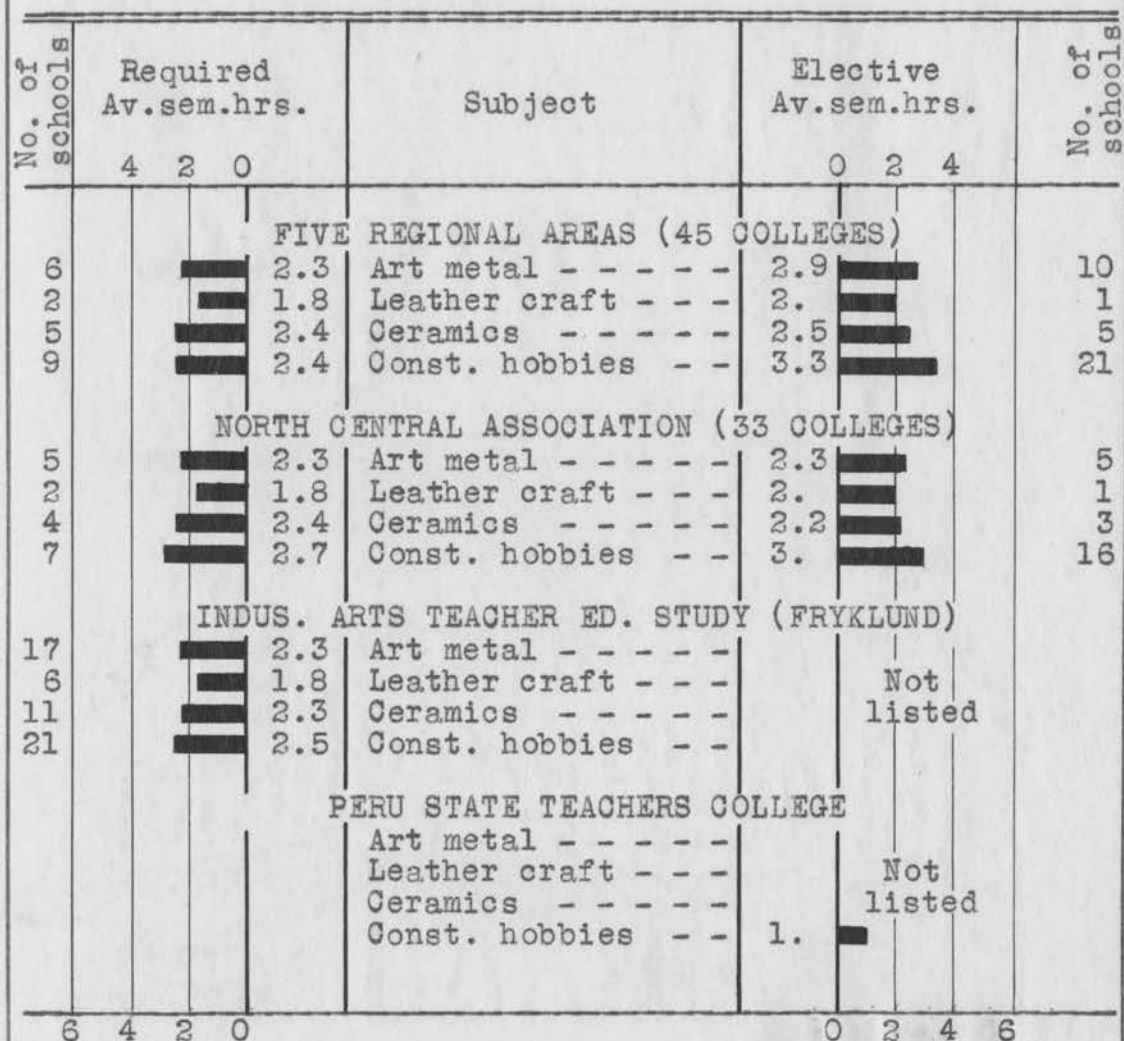 No. of schools Required Av.sem.hrs. Subject Elective Av.sem.hrs. No. of schools
4 2 0 0 2 4
FIVE REGIONAL AREAS (45 COLLEGES)
6 2.3 Art metal - - - - - 2.9 10
2 1.8 Leather craft - - - 2. 1
5 2.4 Ceramics - - - - - 2.5 5
9 2.4 Const. hobbies - - 3.3 21
NORTH CENTRAL ASSOCIATION (33 COLLEGES)
5 2.3 Art metal - - - - - 2.3 5
2 1.8 Leather craft - - - 2. 1
4 2.4 Ceramics - - - - - 2.2 3
7 2.7 Const. hobbies - - 3. 16
INDUS. ARTS TEACHER ED. STUDY (FRYKLUND)
17 2.3 Art metal - - - - -
6 1.8 Leather craft - - - Not
11 2.3 Ceramics - - - - - listed
21 2.5 Const. hobbies - -
PERU STATE TEACHERS COLLEGE
Art metal - - - - -
Leather craft - - - Not
Ceramics - - - - - listed
Const. hobbies - - 1.
6 4 2 0 0 2 4 6